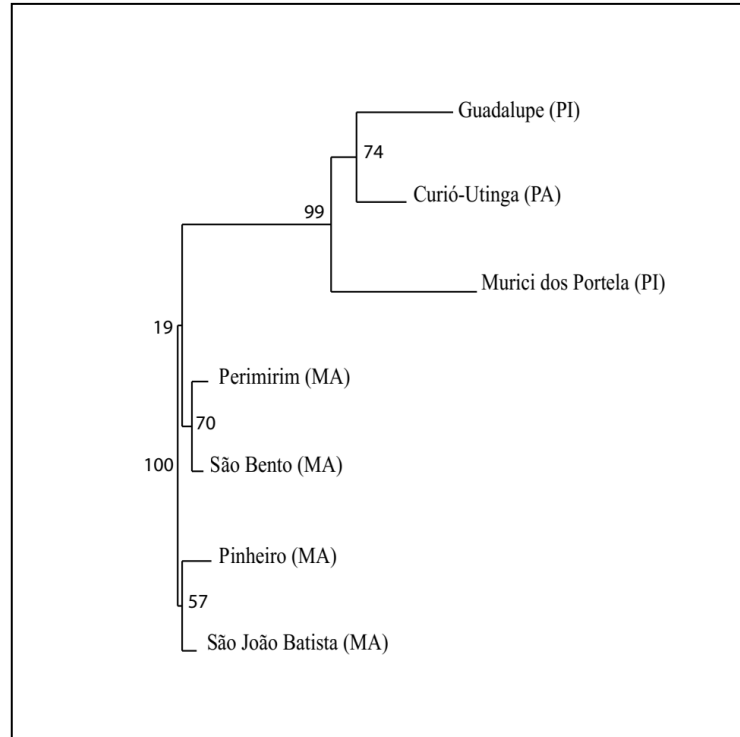 Guadalupe (PI)
74
Curió-Utinga (PA)
99
Murici dos Portela (PI)
19
Perimirim (MA)
70
São Bento (MA)
100
Pinheiro (MA)
57
São João Batista (MA)